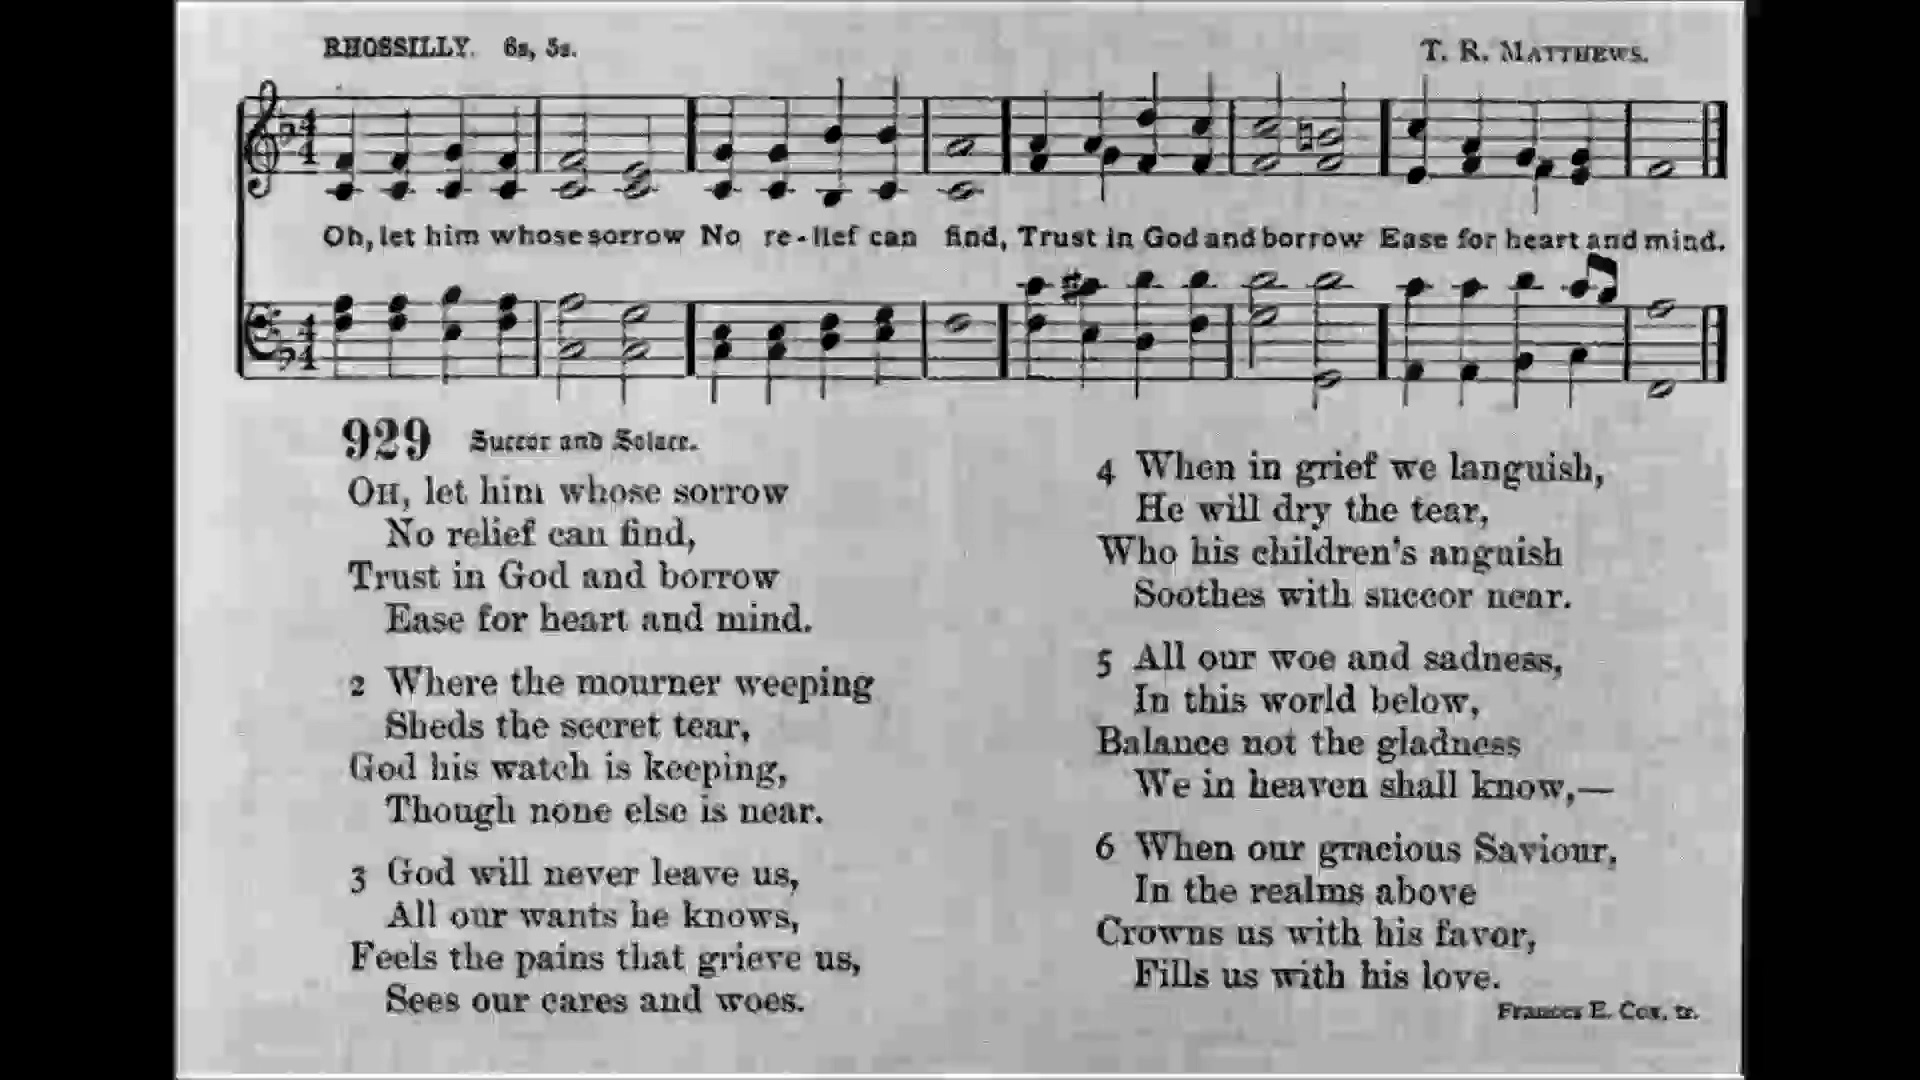 RHOSSILLY. 6s, 5s.
T. R. MATTHEWS.
Oh, let him whose sorrow No re-lief can find, Trust in God and borrow Ease for heart and mind.
929 Succor and Solace.
OH, let him whose sorrow
No relief can find,
Trust in God and borrow
Ease for heart and mind.
2 Where the mourner weeping
Sheds the secret tear,
God his watch is keeping,
Though none else is near.
3 God will never leave us,
All our wants he knows,
Feels the pains that grieve us,
Sees our cares and woes.
4 When in grief we languish,
He will dry the tear,
Who his children's anguish
Soothes with succor near.
5 All our woe and sadness,
In this world below,
Balance not the gladness
We in heaven shall know,—
6 When our gracious Saviour,
In the realms above
Crowns us with his favor,
Fills us with his love.
Frances E. Cox, tr.